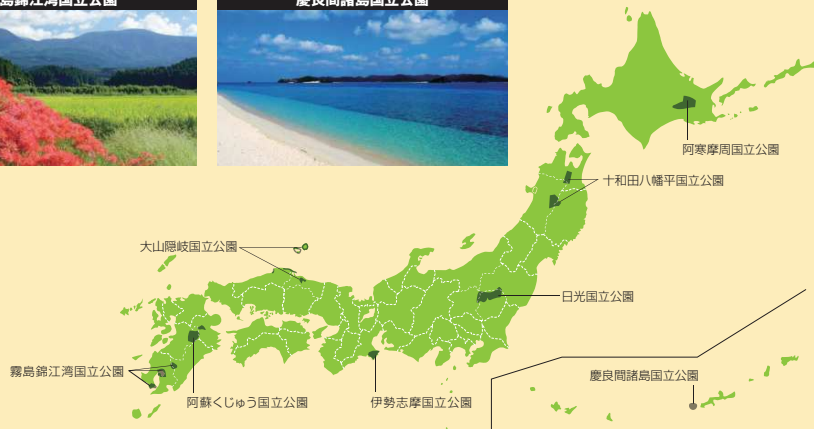 島錦江湾国立公園
慶良間諸島国立公園
阿寒摩周国立公園
十和田八幡平国立公園
大山隠岐国立公園
日光国立公園
霧島錦江湾国立公園
慶良間諸島国立公園
阿蘇くじゅう国立公園
伊勢志摩国立公園